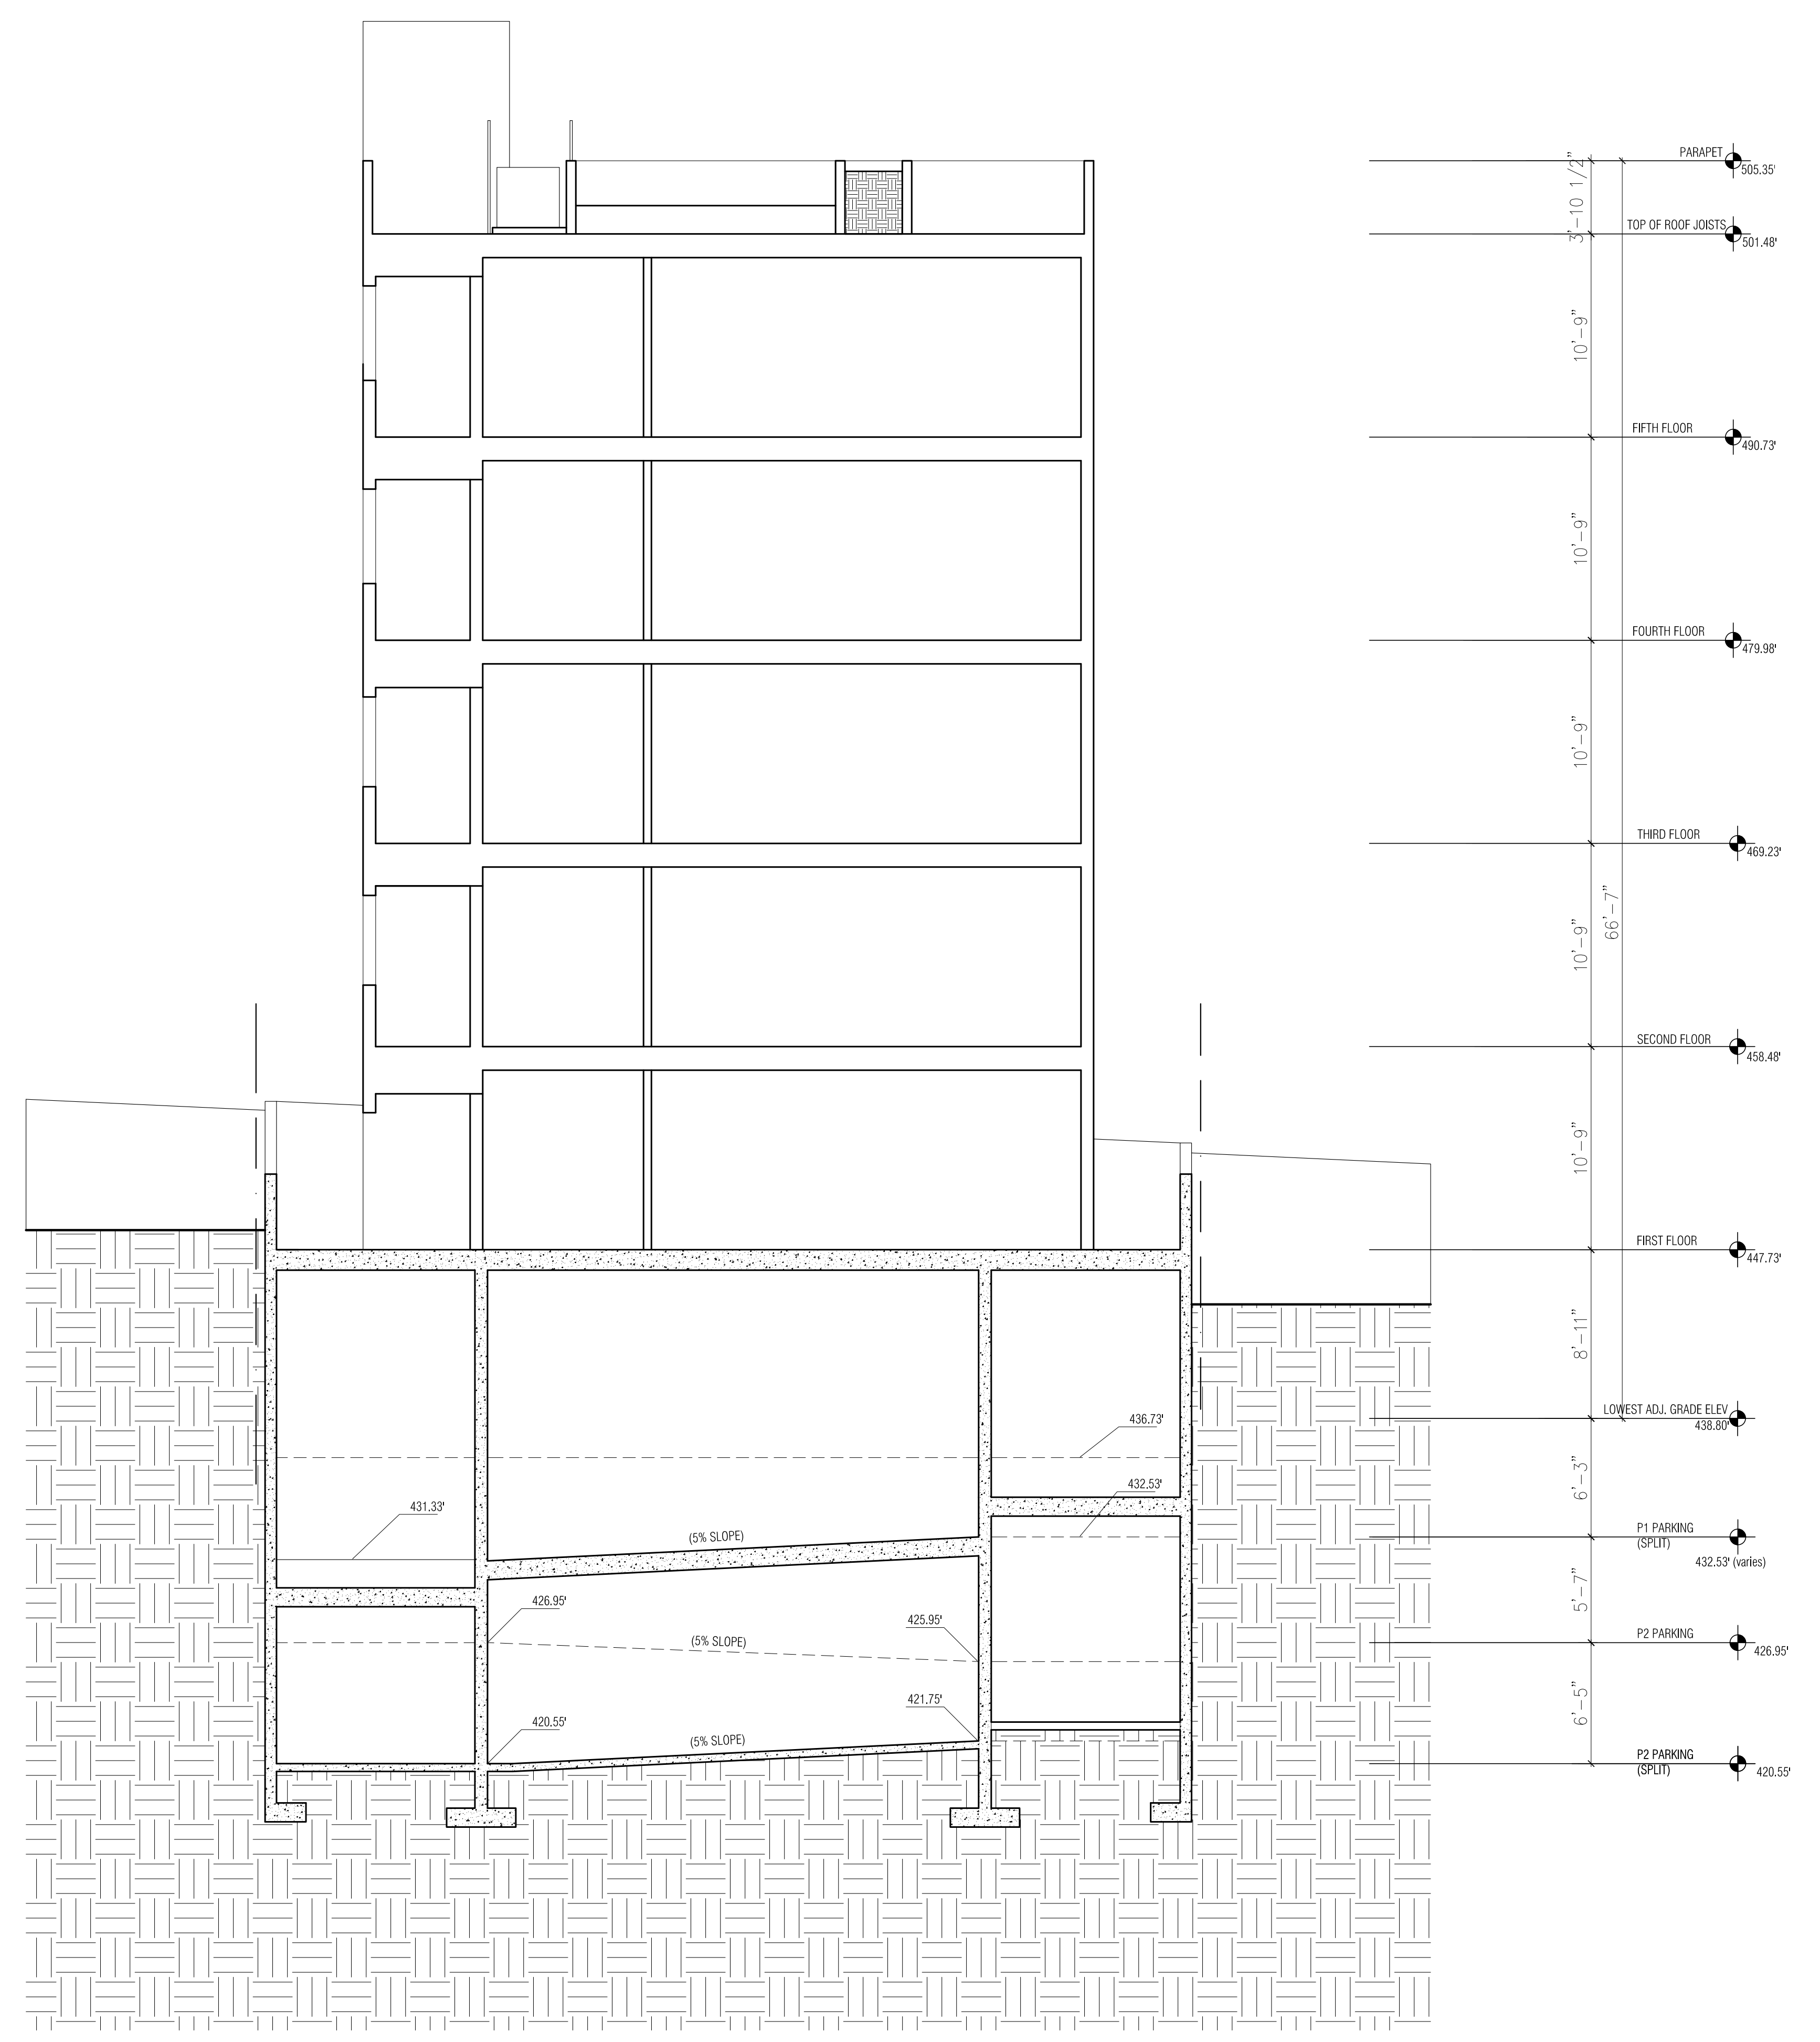 PARAPET
505.35'
3'-10 1/2"
TOP OF ROOF JOISTS
501.48'
10'-9"
FIFTH FLOOR
490.73'
10'-9"
FOURTH FLOOR
479.98'
10'-9"
THIRD FLOOR
469.23'
66'-7"
10'-9"
SECOND FLOOR
458.48'
10'-9"
FIRST FLOOR
447.73'
8'-11"
LOWEST ADJ. GRADE ELEV
438.80'
436.73'
6'-3"
432.53'
431.33'
(5% SLOPE)
P1 PARKING
(SPLIT)
432.53' (varies)
5'-7"
426.95'
425.95'
(5% SLOPE)
P2 PARKING
426.95'
6'-5"
421.75'
420.55'
(5% SLOPE)
P2 PARKING
(SPLIT)
420.55'